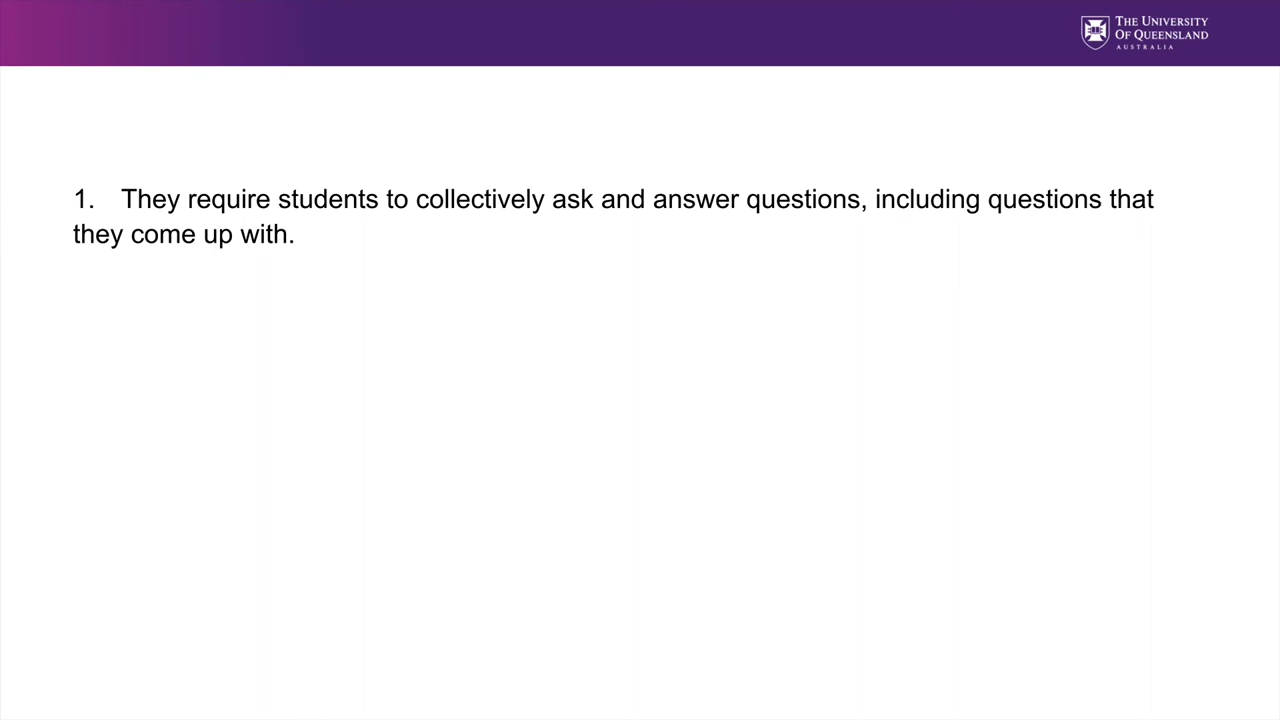 THE UNIVERSITY
OF QUEENSLAND
AUSTRALIA
1. They require students to collectively ask and answer questions, including questions that
they come up with.